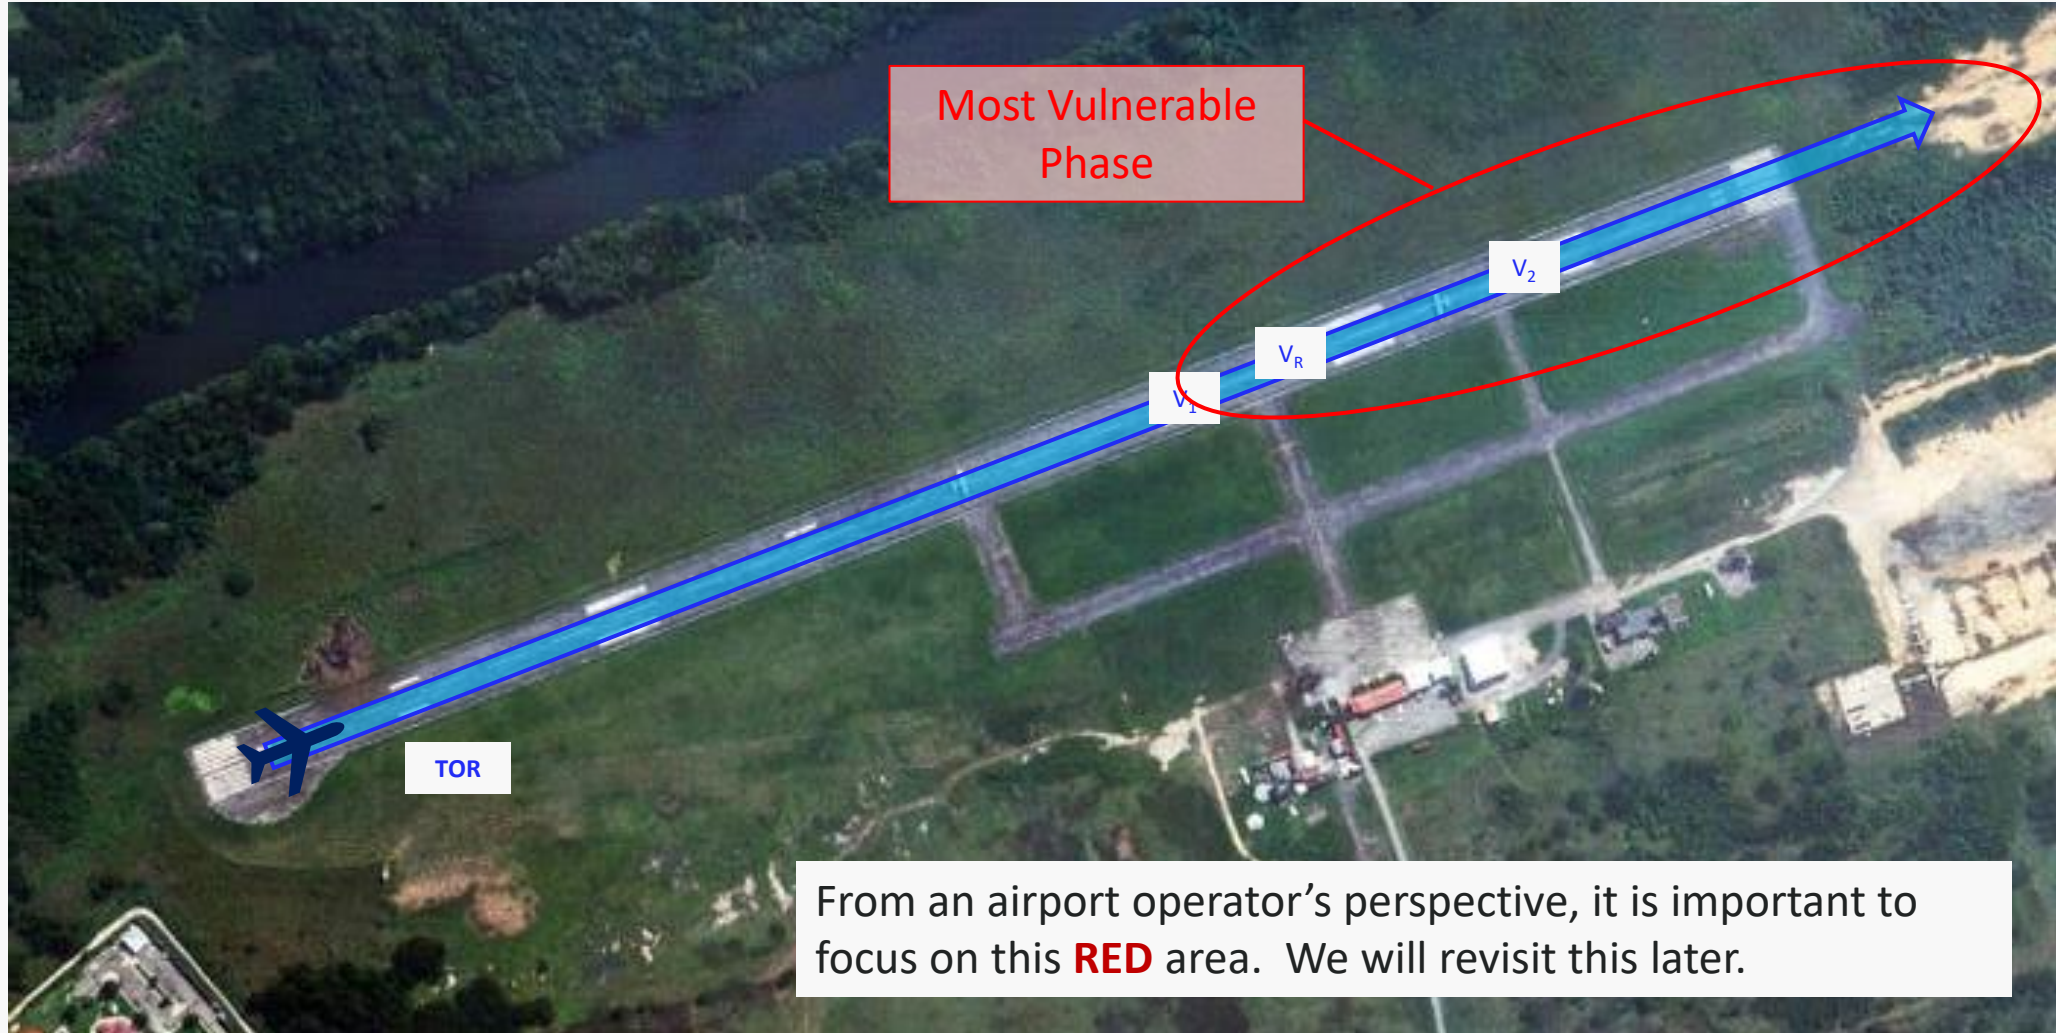 Most Vulnerable
Phase
V₂
V_R
V₁
TOR
From an airport operator’s perspective, it is important to
focus on this RED area.  We will revisit this later.